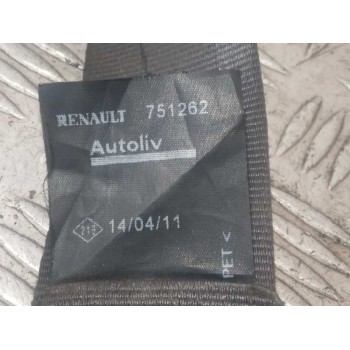 RENAULT 751262
Autoliv
14/04/11
PET <